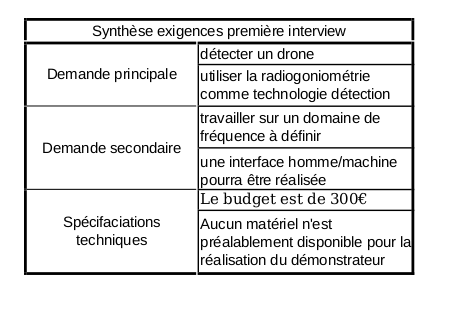 Synthèse exigences première interview
Demande principale
détecter un drone
utiliser la radiogoniométrie
comme technologie détection
Demande secondaire
travailler sur un domaine de
fréquence à définir
une interface homme/machine
pourra être réalisée
Spécifaciations
techniques
Le budget est de 300€
Aucun matériel n'est
préalablement disponible pour la
réalisation du démonstrateur